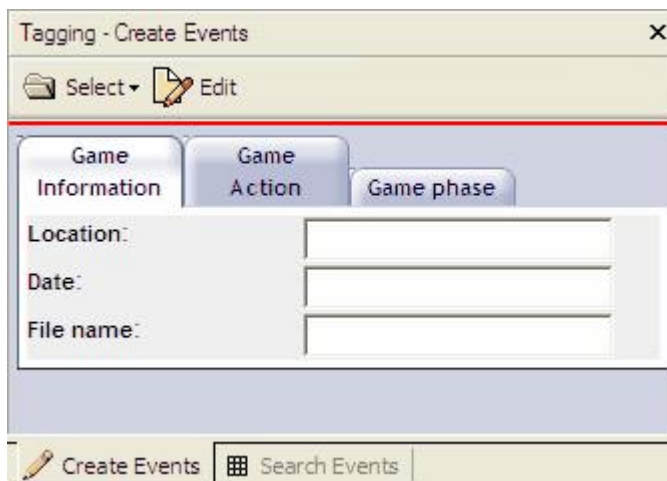 Tagging - Create Events
Select Edit
Game Information
Game Action
Game phase
Location:
Date:
File name:
Create Events
Search Events